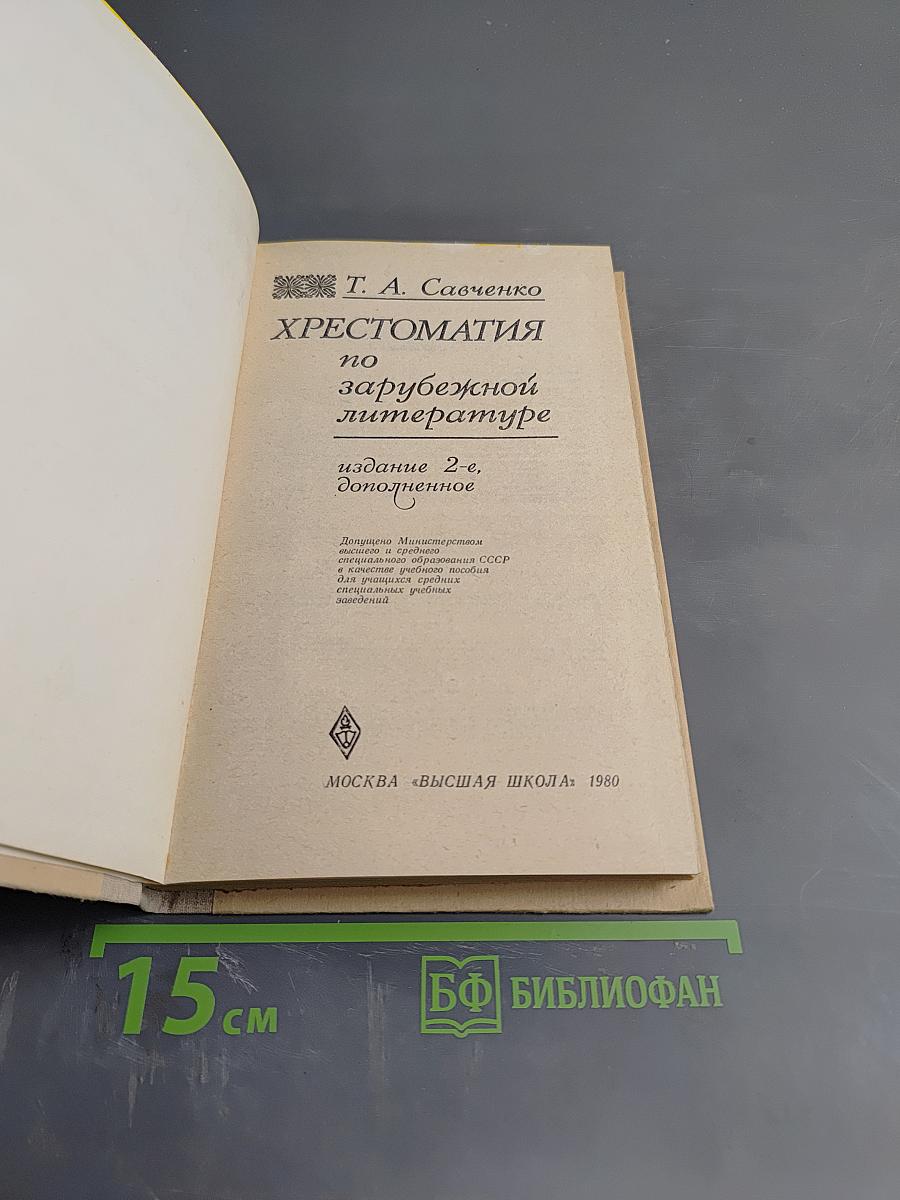 Т. А. Савченко
ХРЕСТОМАТИЯ
по
зарубежной
литературе
издание 2-е,
дополненное
Допущено Министерством
высшего и среднего
специального образования СССР
в качестве учебного пособия
для учащихся средних
специальных учебных
заведений
МОСКВА «ВЫСШАЯ ШКОЛА» 1980
15 см
БФ БИБЛИОФАН